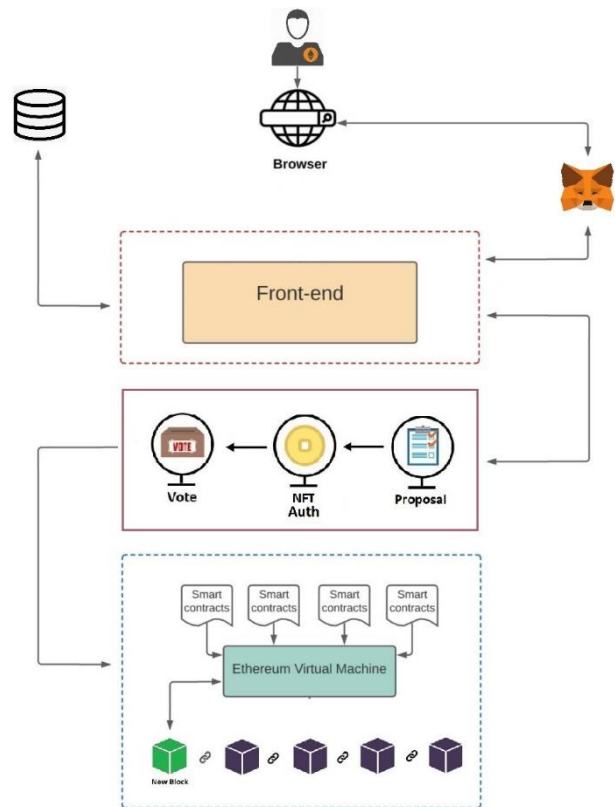 Browser
Front-end
VOTE
Vote
NFT
Auth
Proposal
Smart
contracts
Smart
contracts
Smart
contracts
Smart
contracts
Ethereum Virtual Machine
New Block